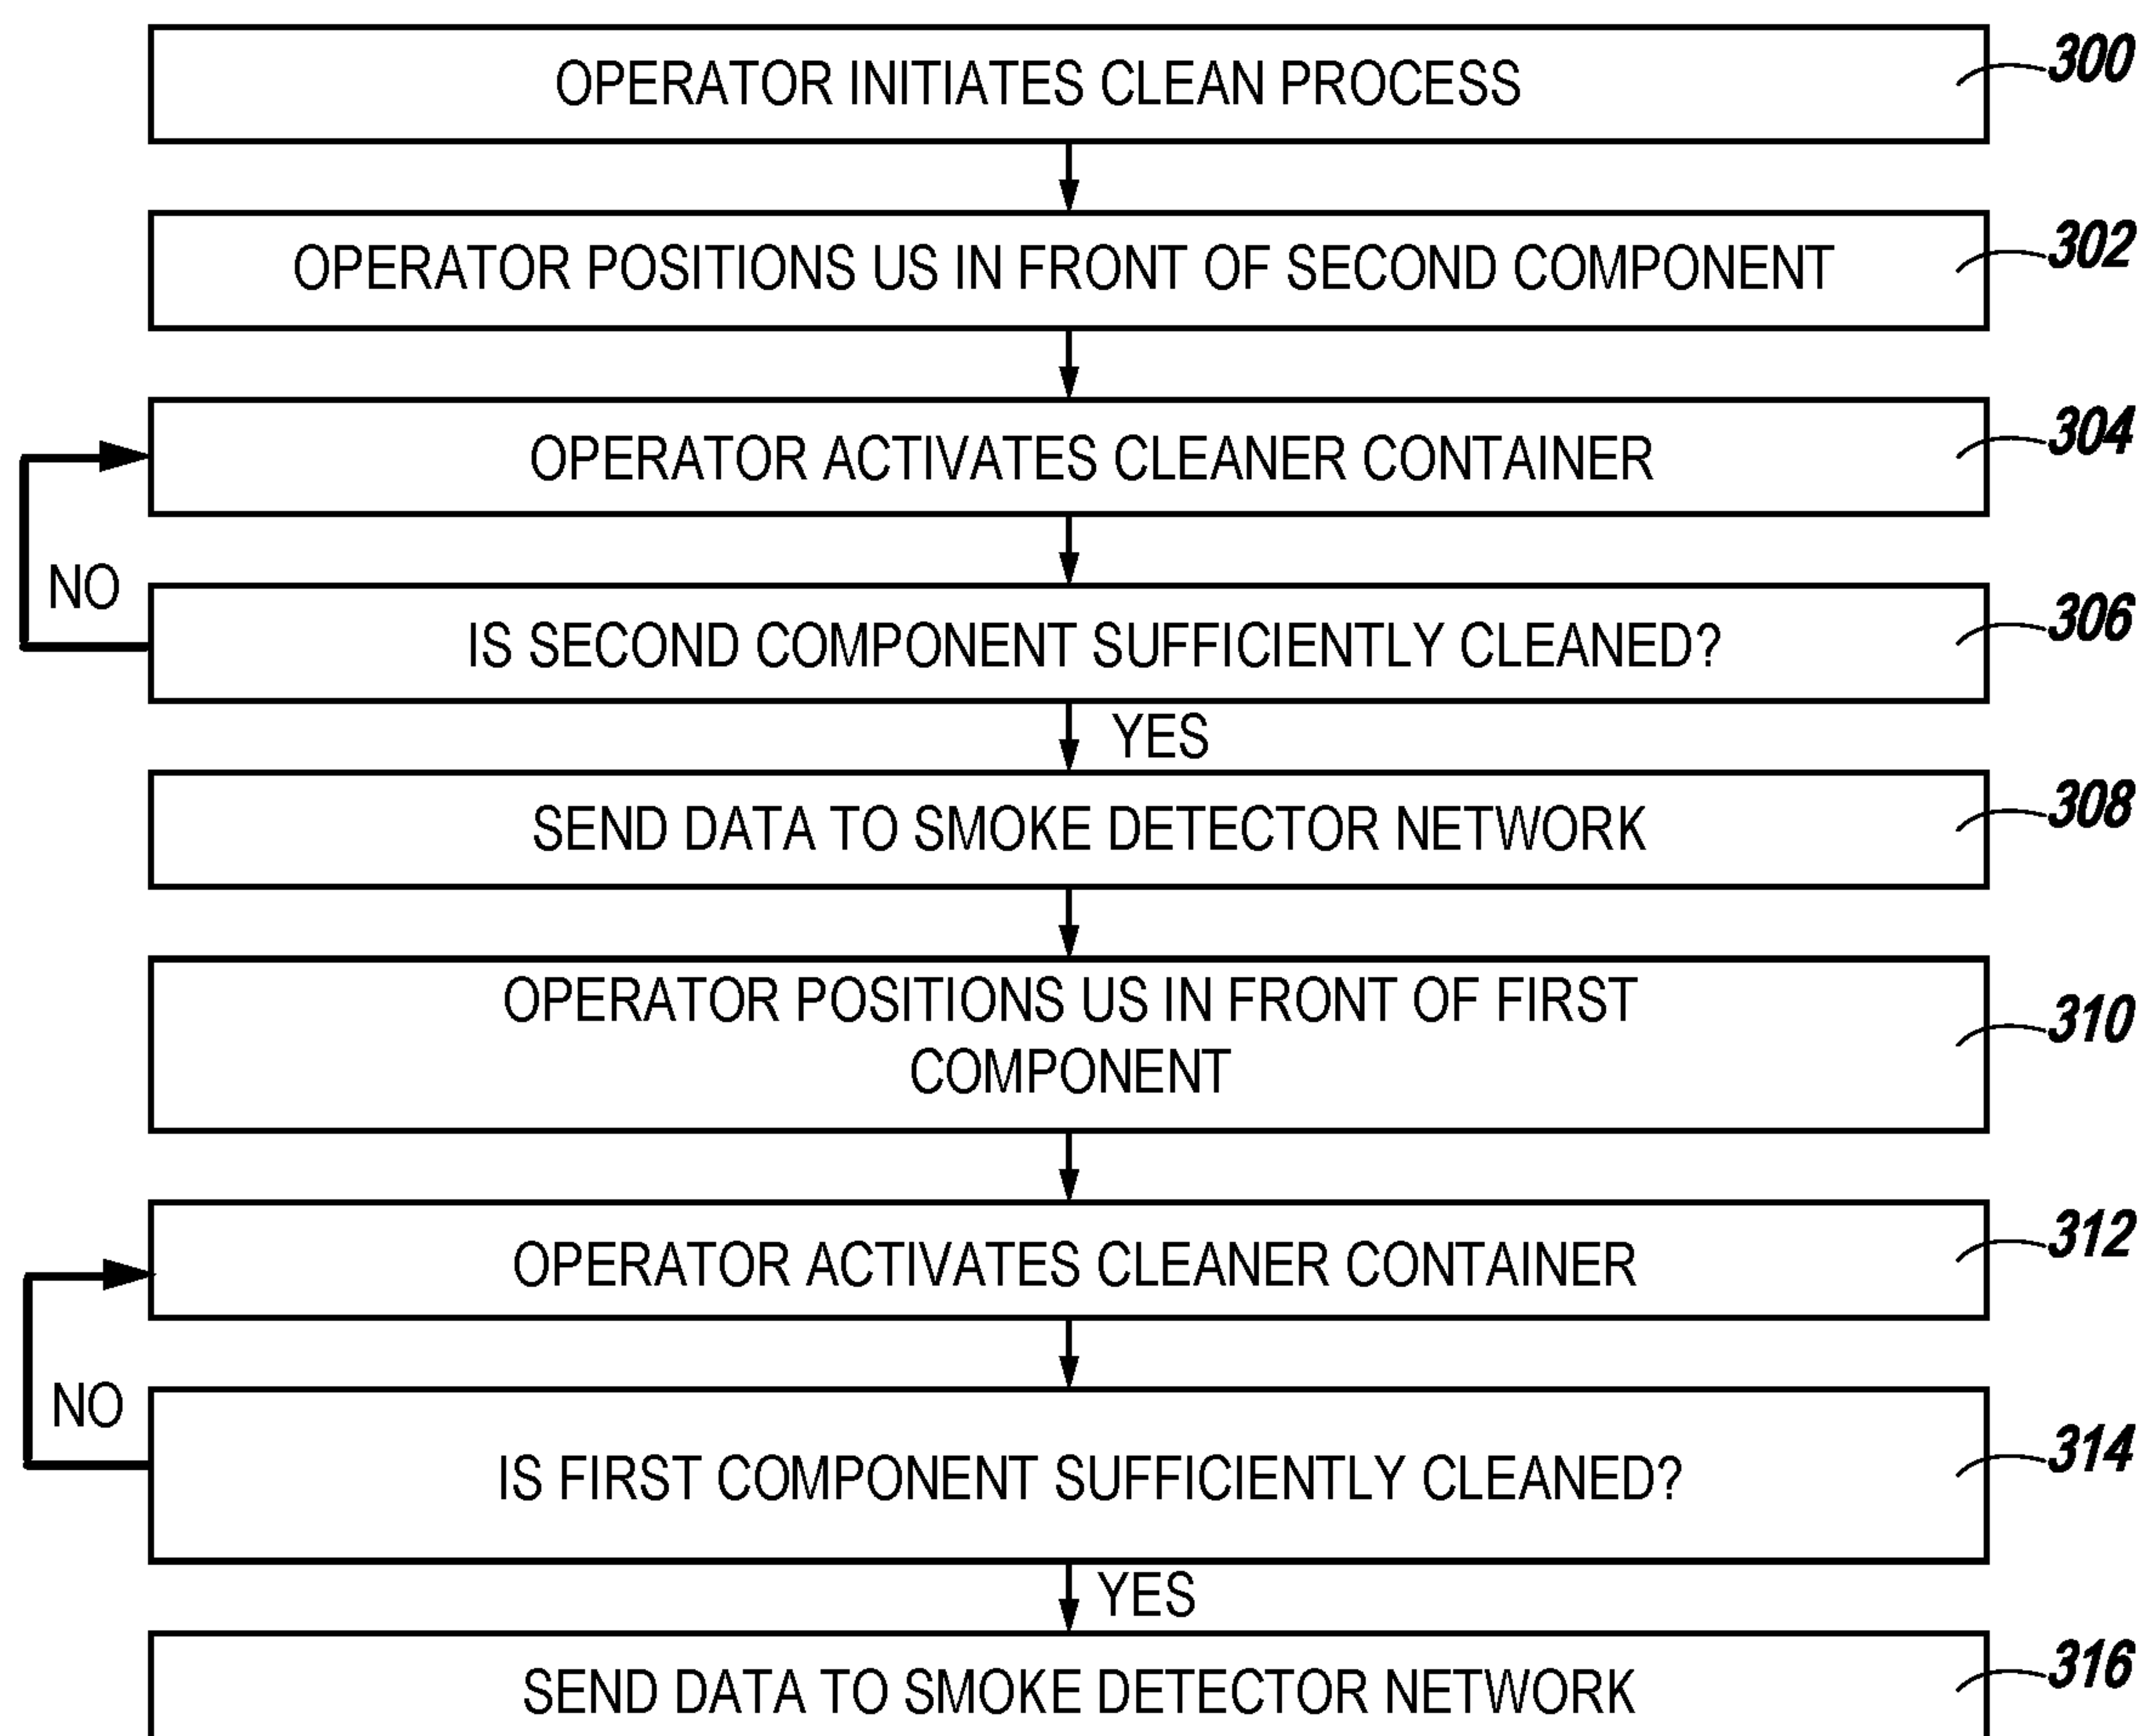 OPERATOR INITIATES CLEAN PROCESS
300
OPERATOR POSITIONS US IN FRONT OF SECOND COMPONENT
302
OPERATOR ACTIVATES CLEANER CONTAINER
304
NO
IS SECOND COMPONENT SUFFICIENTLY CLEANED?
306
YES
SEND DATA TO SMOKE DETECTOR NETWORK
308
OPERATOR POSITIONS US IN FRONT OF FIRST
COMPONENT
310
OPERATOR ACTIVATES CLEANER CONTAINER
312
NO
IS FIRST COMPONENT SUFFICIENTLY CLEANED?
314
YES
SEND DATA TO SMOKE DETECTOR NETWORK
316